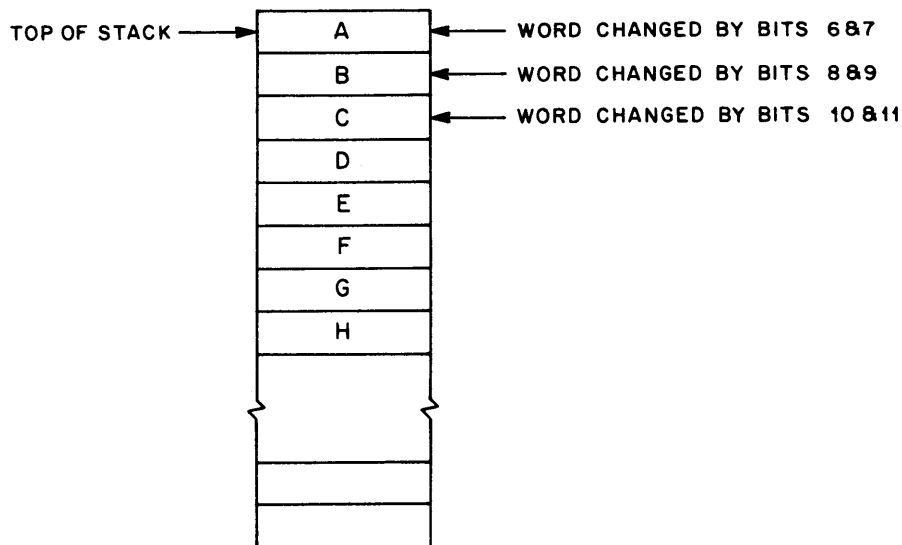 TOP OF STACK A WORD CHANGED BY BITS 6&7
B WORD CHANGED BY BITS 8&9
C WORD CHANGED BY BITS 10&11
D
E
F
G
H